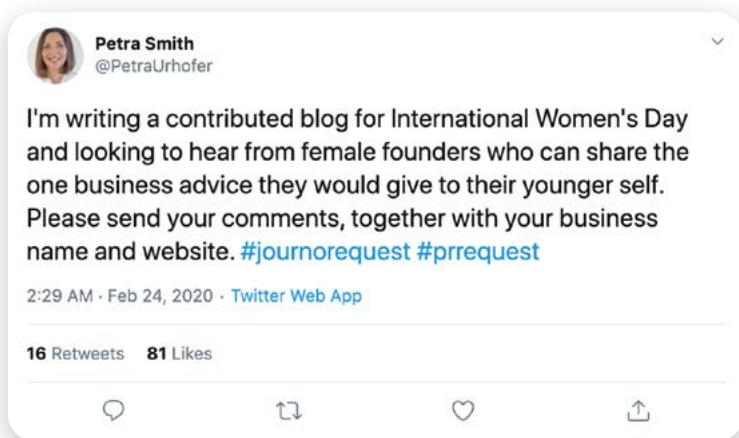 Petra Smith
@PetraUrhofer
I'm writing a contributed blog for International Women's Day
and looking to hear from female founders who can share the
one business advice they would give to their younger self.
Please send your comments, together with your business
name and website. #journorequest #prrequest
2:29 AM · Feb 24, 2020 · Twitter Web App
16 Retweets 81 Likes